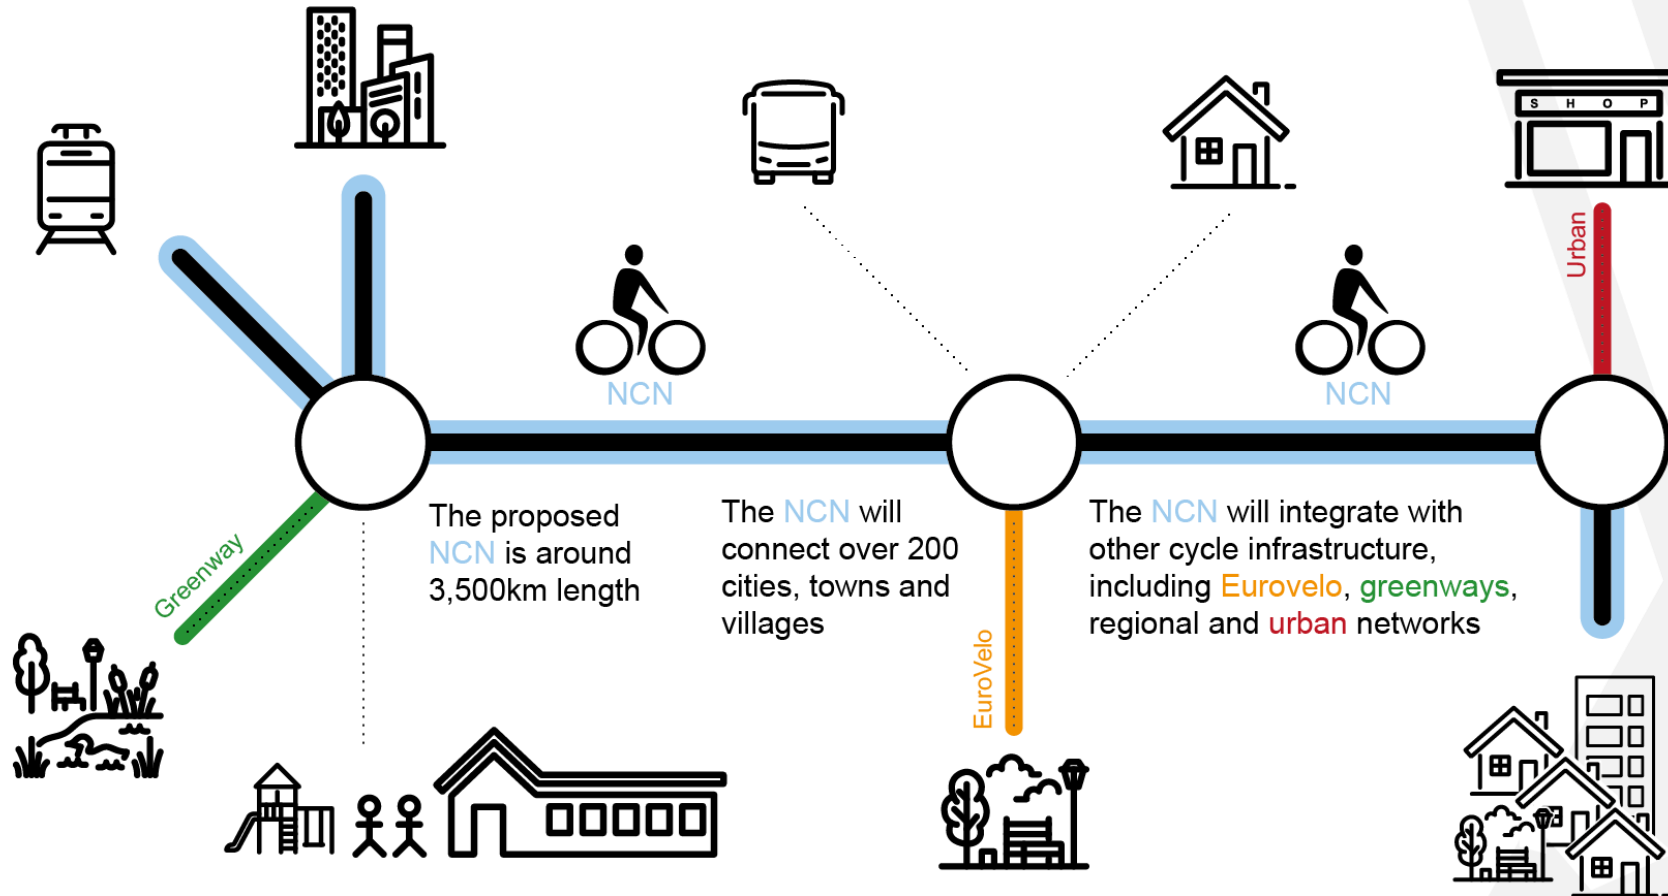 SHOP
Urban
NCN
NCN
Greenway
The proposed
NCN is around
3,500km length
The NCN will
connect over 200
cities, towns and
villages
EuroVelo
The NCN will integrate with
other cycle infrastructure,
including Eurovelo, greenways,
regional and urban networks